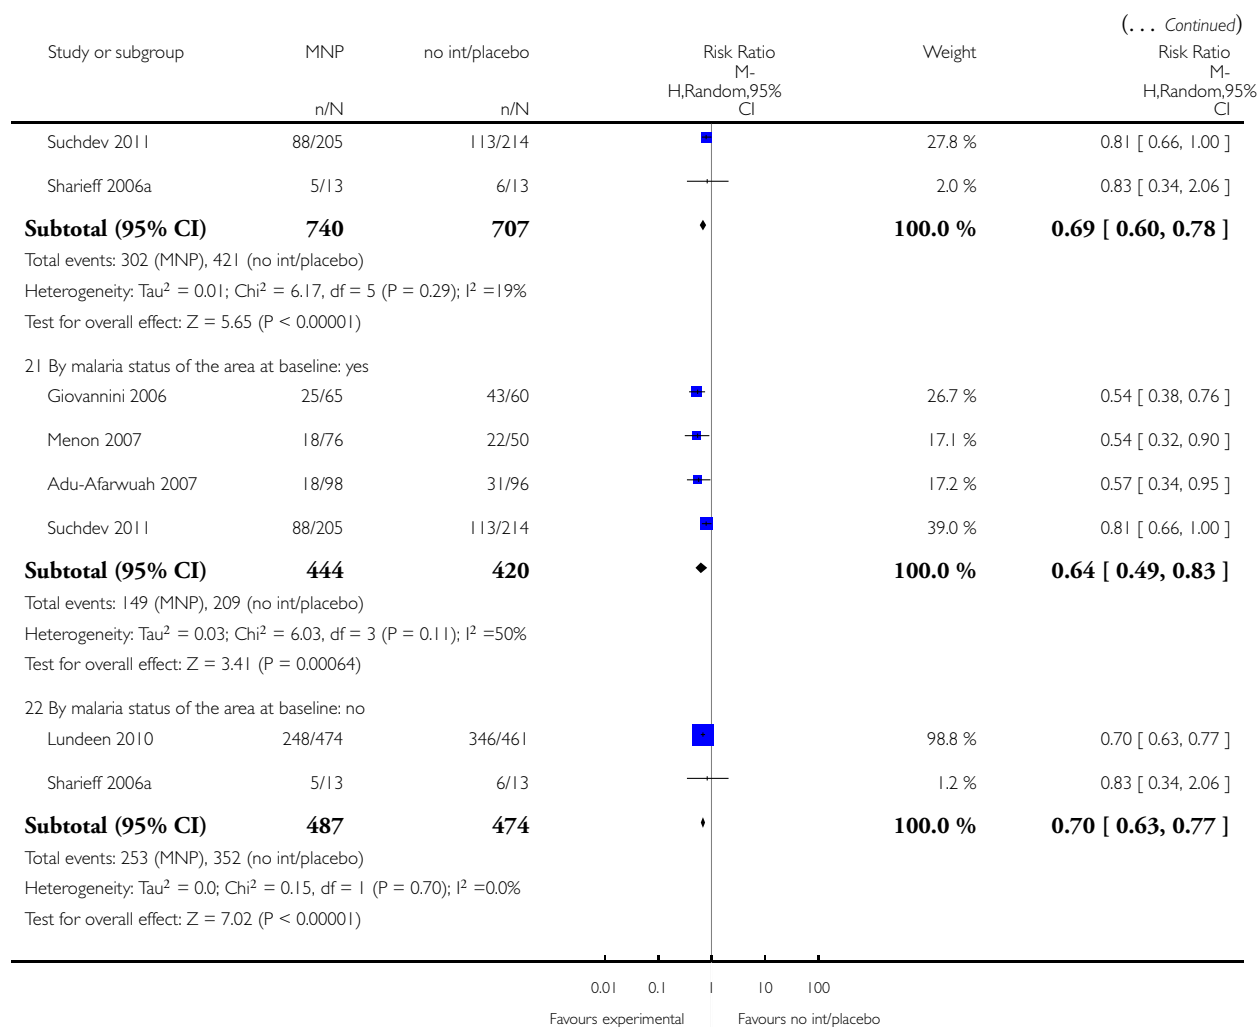 (... Continued)
Study or subgroup MNP no int/placebo Risk Ratio Weight Risk Ratio
M- M-
H,Random,95% H,Random,95%
n/N n/N CI CI
Suchdev 2011 88/205 113/214 27.8 % 0.81 [ 0.66, 1.00 ]
Sharieff 2006a 5/13 6/13 2.0 % 0.83 [ 0.34, 2.06 ]
Subtotal (95% CI) 740 707 100.0 % 0.69 [ 0.60, 0.78 ]
Total events: 302 (MNP), 421 (no int/placebo)
Heterogeneity: Tau² = 0.01; Chi² = 6.17, df = 5 (P = 0.29); I² =19%
Test for overall effect: Z = 5.65 (P < 0.00001)
21 By malaria status of the area at baseline: yes
Giovannini 2006 25/65 43/60 26.7 % 0.54 [ 0.38, 0.76 ]
Menon 2007 18/76 22/50 17.1 % 0.54 [ 0.32, 0.90 ]
Adu-Afarwuah 2007 18/98 31/96 17.2 % 0.57 [ 0.34, 0.95 ]
Suchdev 2011 88/205 113/214 39.0 % 0.81 [ 0.66, 1.00 ]
Subtotal (95% CI) 444 420 100.0 % 0.64 [ 0.49, 0.83 ]
Total events: 149 (MNP), 209 (no int/placebo)
Heterogeneity: Tau² = 0.03; Chi² = 6.03, df = 3 (P = 0.11); I² =50%
Test for overall effect: Z = 3.41 (P = 0.00064)
22 By malaria status of the area at baseline: no
Lundeen 2010 248/474 346/461 98.8 % 0.70 [ 0.63, 0.77 ]
Sharieff 2006a 5/13 6/13 1.2 % 0.83 [ 0.34, 2.06 ]
Subtotal (95% CI) 487 474 100.0 % 0.70 [ 0.63, 0.77 ]
Total events: 253 (MNP), 352 (no int/placebo)
Heterogeneity: Tau² = 0.0; Chi² = 0.15, df = 1 (P = 0.70); I² =0.0%
Test for overall effect: Z = 7.02 (P < 0.00001)
0.01 0.1 1 10 100
Favours experimental Favours no int/placebo